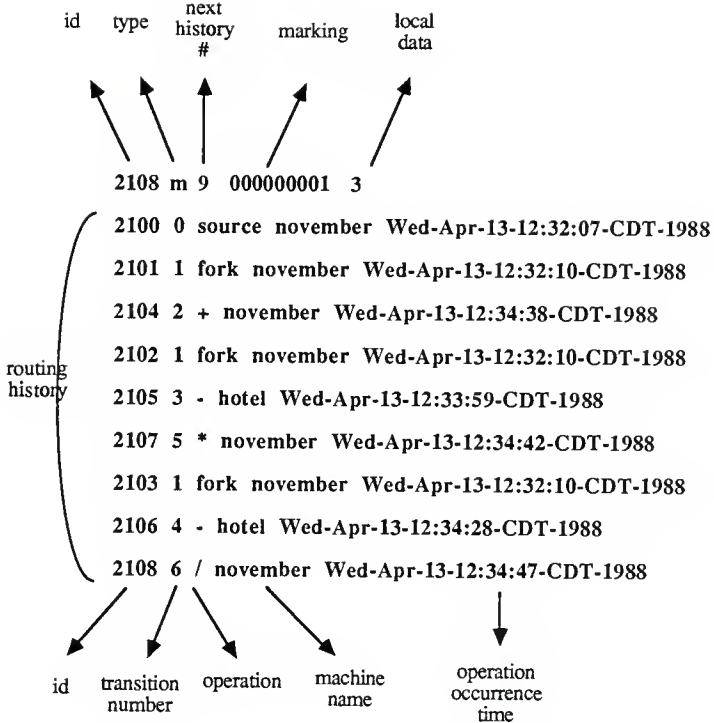 id type next history # marking local data
2108 m 9 000000001 3
2100 0 source november Wed-Apr-13-12:32:07-CDT-1988
2101 1 fork november Wed-Apr-13-12:32:10-CDT-1988
2104 2 + november Wed-Apr-13-12:34:38-CDT-1988
2102 1 fork november Wed-Apr-13-12:32:10-CDT-1988
routing history
2105 3 - hotel Wed-Apr-13-12:33:59-CDT-1988
2107 5 * november Wed-Apr-13-12:34:42-CDT-1988
2103 1 fork november Wed-Apr-13-12:32:10-CDT-1988
2106 4 - hotel Wed-Apr-13-12:34:28-CDT-1988
2108 6 / november Wed-Apr-13-12:34:47-CDT-1988
id transition number operation machine name operation occurrence time